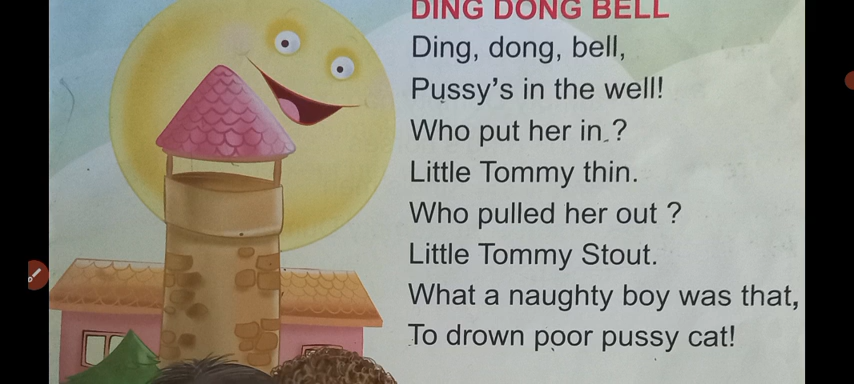 DING DONG BELL
Ding, dong, bell,
Pussy's in the well!
Who put her in ?
Little Tommy thin.
Who pulled her out ?
Little Tommy Stout.
What a naughty boy was that,
To drown poor pussy cat!